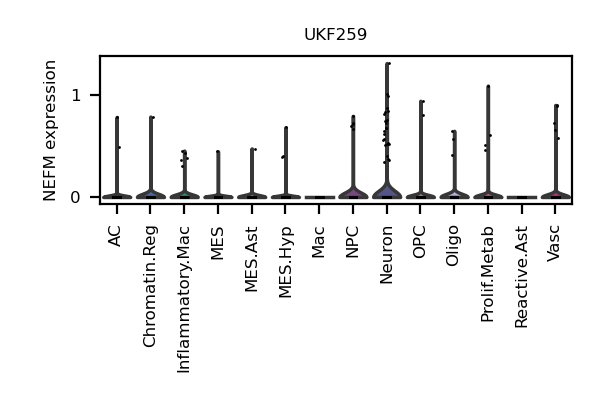 UKF259
NEFM expression
1
0
AC
Chromatin.Reg
Inflammatory.Mac
MES
MES.Ast
MES.Hyp
Mac
NPC
Neuron
OPC
Oligo
Prolif.Metab
Reactive.Ast
Vasc